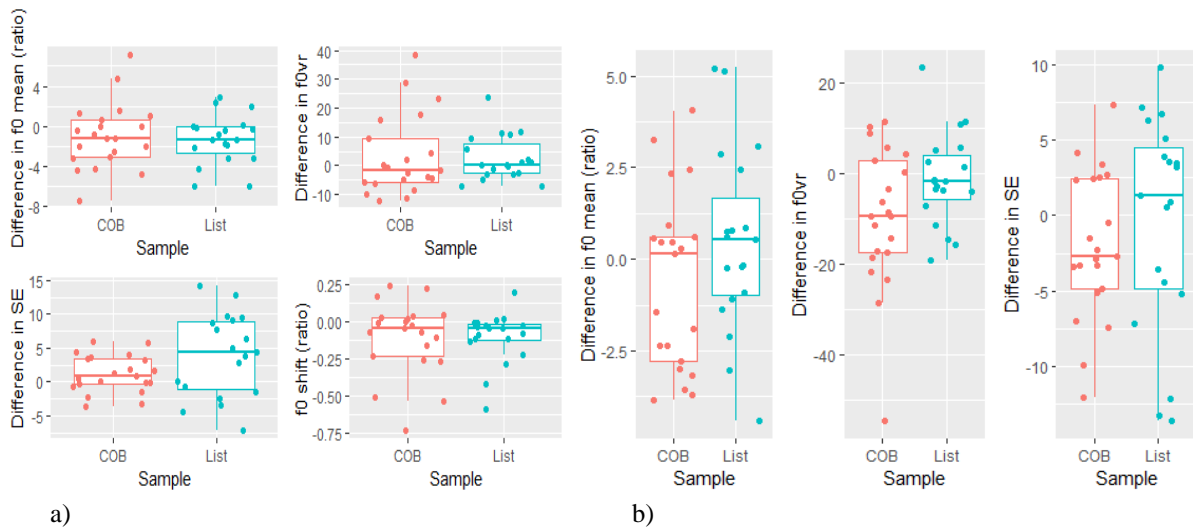 Difference in f0 mean (ratio)
4
0
-4
-8
COB
List
Sample
Difference in f0vr
40
30
20
10
0
-10
COB
List
Sample
Difference in SE
15
10
5
0
-5
COB
List
Sample
f0 shift (ratio)
0.25
0.00
-0.25
-0.50
-0.75
COB
List
Sample
a)
Difference in f0 mean (ratio)
5.0
2.5
0.0
-2.5
COB
List
Sample
Difference in f0vr
20
0
-20
-40
COB
List
Sample
Difference in SE
10
5
0
-5
-10
COB
List
Sample
b)